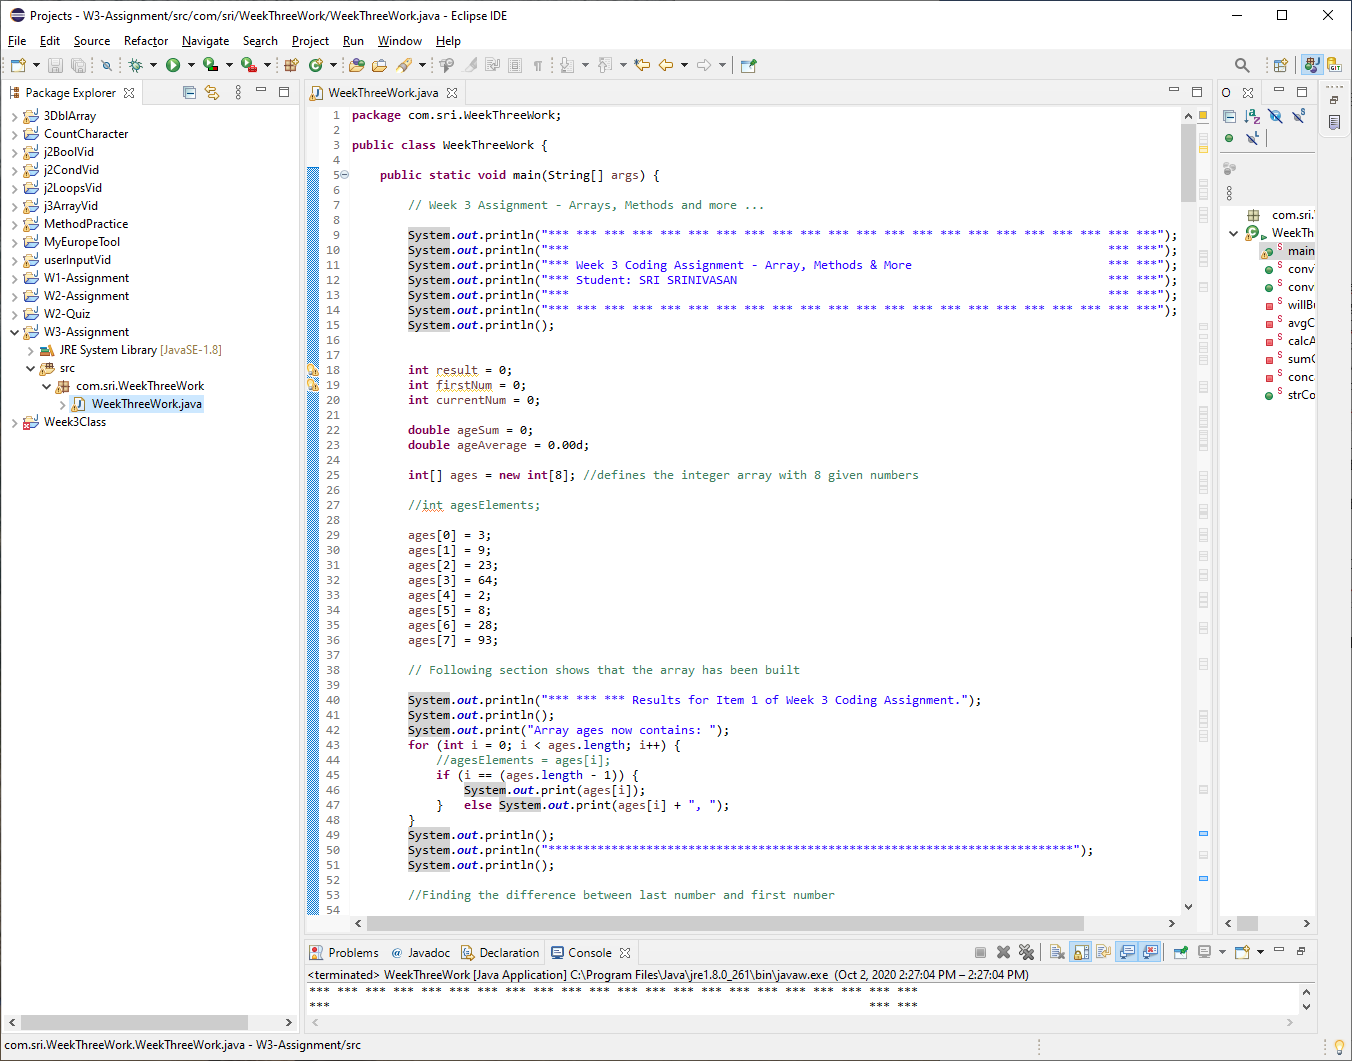 Projects - W3-Assignment/src/com/sri/WeekThreeWork/WeekThreeWork.java - Eclipse IDE
File Edit Source Refactor Navigate Search Project Run Window Help
Package Explorer
3DblArray
CountCharacter
j2BoolVid
j2CondVid
j2LoopsVid
j3ArrayVid
MethodPractice
MyEuropeTool
userInputVid
W1-Assignment
W2-Assignment
W2-Quiz
W3-Assignment
JRE System Library [JavaSE-1.8]
src
com.sri.WeekThreeWork
WeekThreeWork.java
Week3Class
WeekThreeWork.java
1 package com.sri.WeekThreeWork;
2
3 public class WeekThreeWork {
4
5 public static void main(String[] args) {
6
7 // Week 3 Assignment - Arrays, Methods and more ...
8
9 System.out.println("*** *** *** *** *** *** *** *** *** *** *** *** *** *** *** *** *** *** *** *** *** ***");
10 System.out.println("*** *** ***");
11 System.out.println("*** Week 3 Coding Assignment - Array, Methods & More *** ***");
12 System.out.println("*** Student: SRI SRINIVASAN *** ***");
13 System.out.println("*** *** ***");
14 System.out.println("*** *** *** *** *** *** *** *** *** *** *** *** *** *** *** *** *** *** *** *** *** ***");
15 System.out.println();
16
17
18 int result = 0;
19 int firstNum = 0;
20 int currentNum = 0;
21
22 double ageSum = 0;
23 double ageAverage = 0.00d;
24
25 int[] ages = new int[8]; //defines the integer array with 8 given numbers
26
27 //int agesElements;
28
29 ages[0] = 3;
30 ages[1] = 9;
31 ages[2] = 23;
32 ages[3] = 64;
33 ages[4] = 2;
34 ages[5] = 8;
35 ages[6] = 28;
36 ages[7] = 93;
37
38 // Following section shows that the array has been built
39
40 System.out.println("*** *** *** Results for Item 1 of Week 3 Coding Assignment.");
41 System.out.println();
42 System.out.print("Array ages now contains: ");
43 for (int i = 0; i < ages.length; i++) {
44 //agesElements = ages[i];
45 if (i == (ages.length - 1)) {
46 System.out.print(ages[i]);
47 } else System.out.print(ages[i] + ", ");
48 }
49 System.out.println();
50 System.out.println("***************************************************************************");
51 System.out.println();
52
53 //Finding the difference between last number and first number
54
O
com.sri.
WeekTh
main
conv
conv
willBu
avgC
calcA
sumC
conc
strCo
Problems @ Javadoc Declaration Console
<terminated> WeekThreeWork [Java Application] C:\Program Files\Java\jre1.8.0_261\bin\javaw.exe (Oct 2, 2020 2:27:04 PM – 2:27:04 PM)
*** *** *** *** *** *** *** *** *** *** *** *** *** *** *** *** *** *** *** *** *** ***
*** *** ***
com.sri.WeekThreeWork.WeekThreeWork.java - W3-Assignment/src